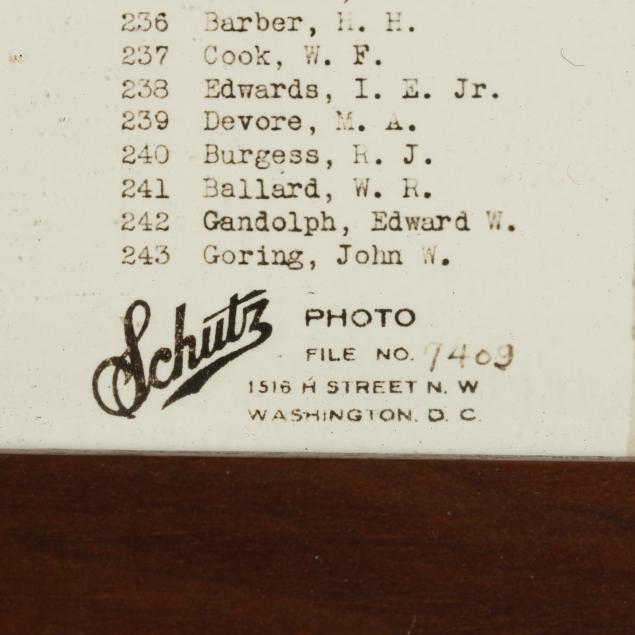 236 Barber, H. H.
237 Cook, W. F.
238 Edwards, I. E. Jr.
239 Devore, M. A.
240 Burgess, R. J.
241 Ballard, W. R.
242 Gandolph, Edward W.
243 Goring, John W.
Schutz PHOTO
FILE NO. 7409
1516 H STREET N. W
WASHINGTON, D. C.